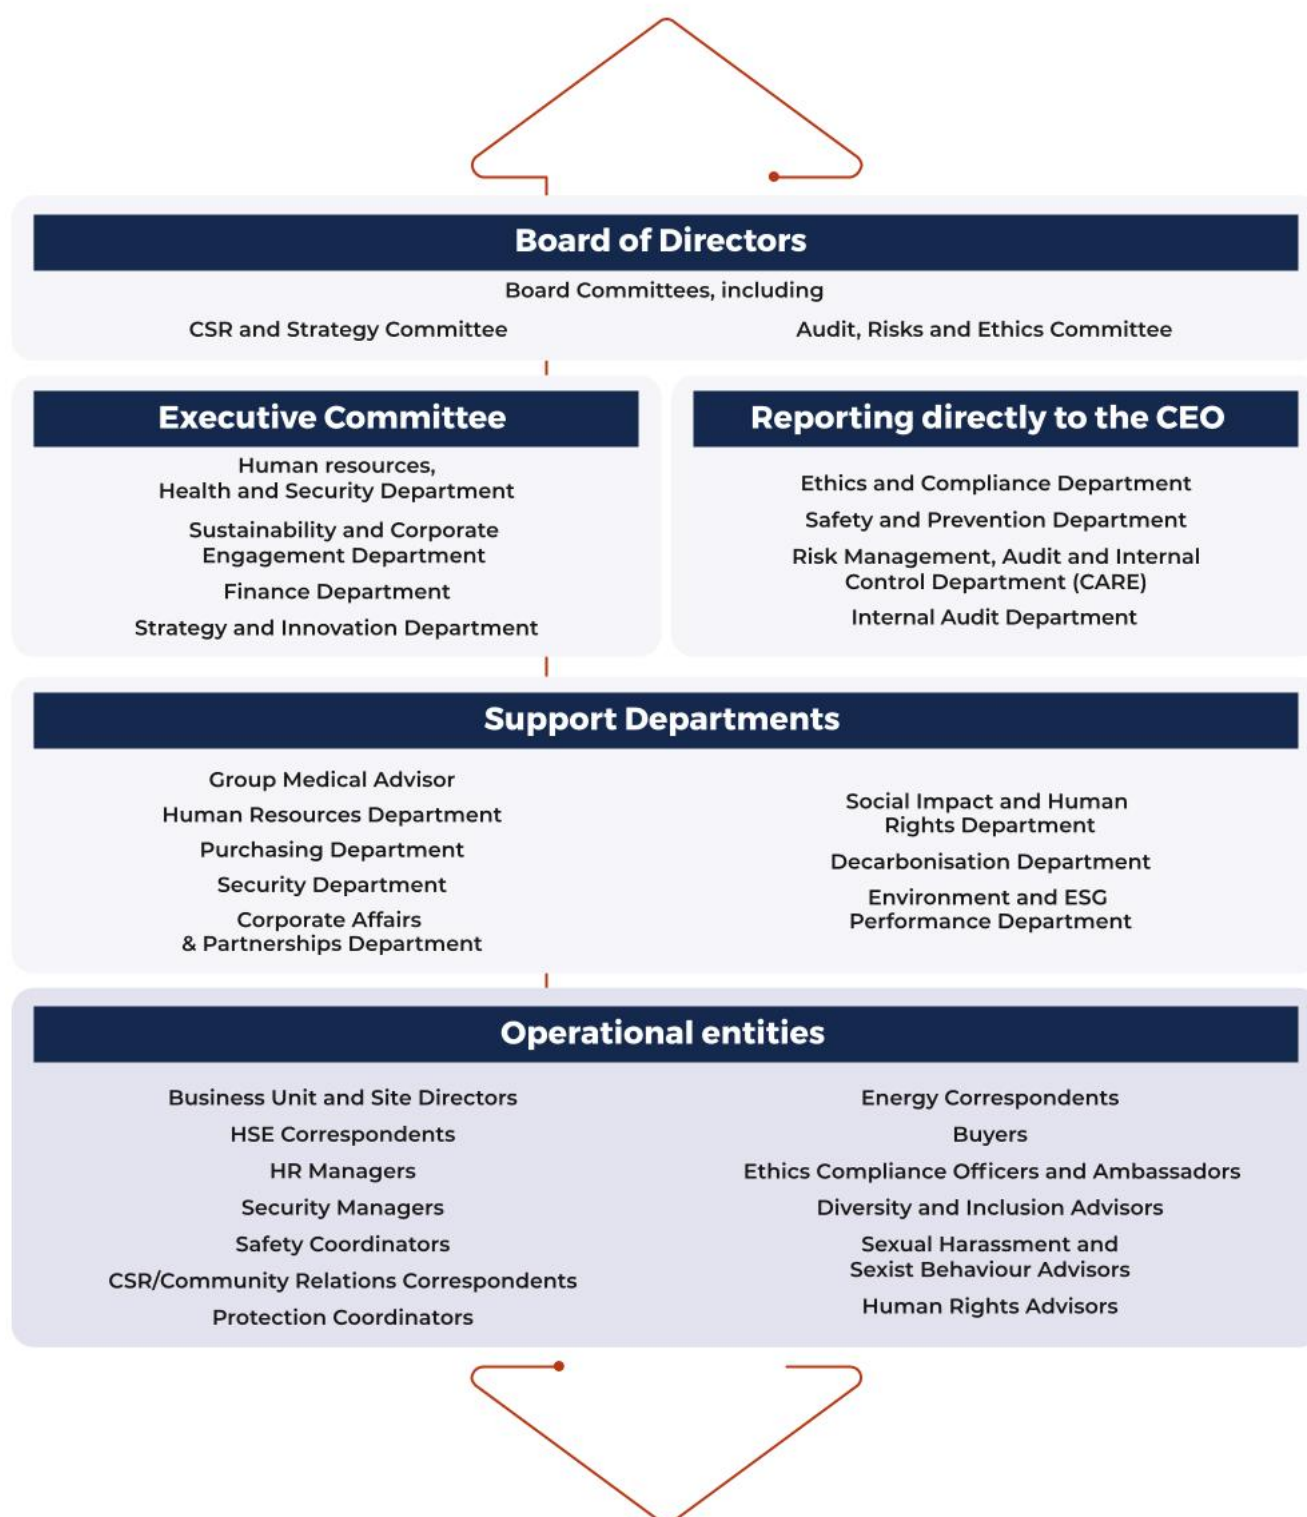 Board of Directors
Board Committees, including
CSR and Strategy Committee
Audit, Risks and Ethics Committee
Executive Committee
Human resources,
Health and Security Department
Sustainability and Corporate
Engagement Department
Finance Department
Strategy and Innovation Department
Reporting directly to the CEO
Ethics and Compliance Department
Safety and Prevention Department
Risk Management, Audit and Internal
Control Department (CARE)
Internal Audit Department
Support Departments
Group Medical Advisor
Human Resources Department
Purchasing Department
Security Department
Corporate Affairs
& Partnerships Department
Social Impact and Human
Rights Department
Decarbonisation Department
Environment and ESG
Performance Department
Operational entities
Business Unit and Site Directors
HSE Correspondents
HR Managers
Security Managers
Safety Coordinators
CSR/Community Relations Correspondents
Protection Coordinators
Energy Correspondents
Buyers
Ethics Compliance Officers and Ambassadors
Diversity and Inclusion Advisors
Sexual Harassment and
Sexist Behaviour Advisors
Human Rights Advisors